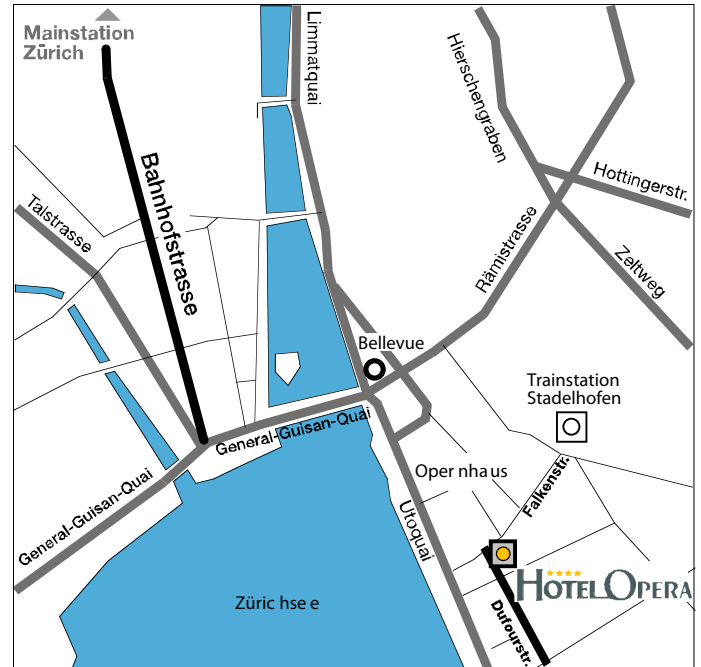 Mainstation
Zürich
Limmatquai
Hierschengraben
Hottingerstr.
Bahnhofstrasse
Talstrasse
Rämistrasse
Zeltweg
Bellevue
Trainstation
Stadelhofen
General-Guisan-Quai
General-Guisan-Quai
Oper nha us
Falkenstr.
Utoquai
HOTEL OPERA
Züric hse e
Dufourstr.